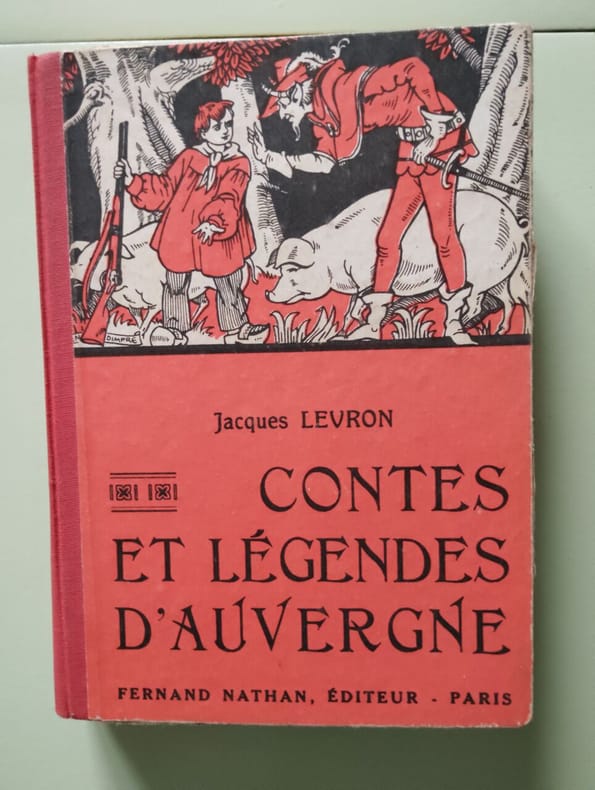 DIMPRE
Jacques LEVRON
CONTES
ET LÉGENDES
D'AUVERGNE
FERNAND NATHAN, ÉDITEUR - PARIS